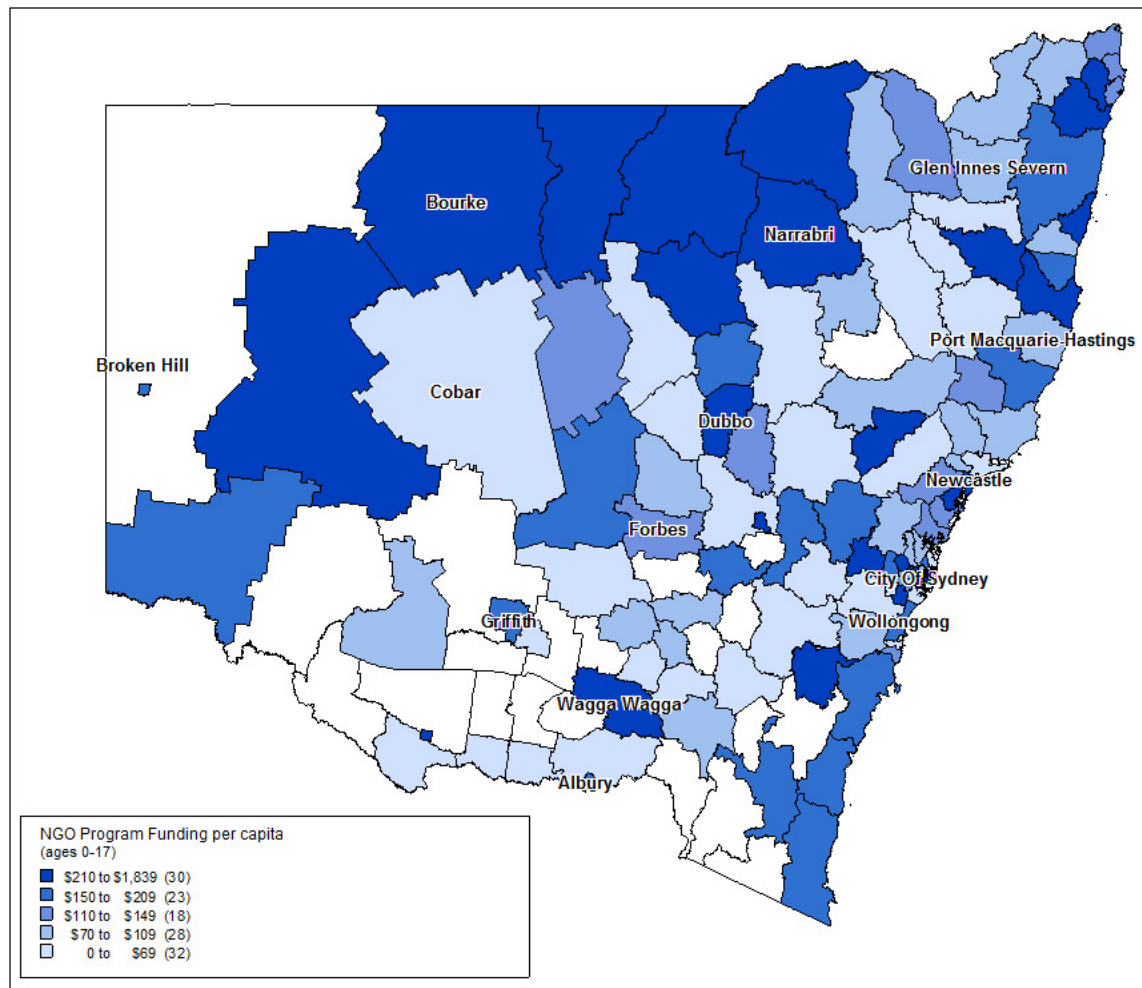 Bourke
Glen Innes Severn
Narrabri
Port Macquarie-Hastings
Broken Hill
Cobar
Dubbo
Newcastle
Forbes
City Of Sydney
Griffith
Wollongong
Wagga Wagga
Albury
NGO Program Funding per capita
(ages 0-17)
$210 to $1,839 (30)
$150 to $209 (23)
$110 to $149 (18)
$70 to $109 (28)
0 to $69 (32)